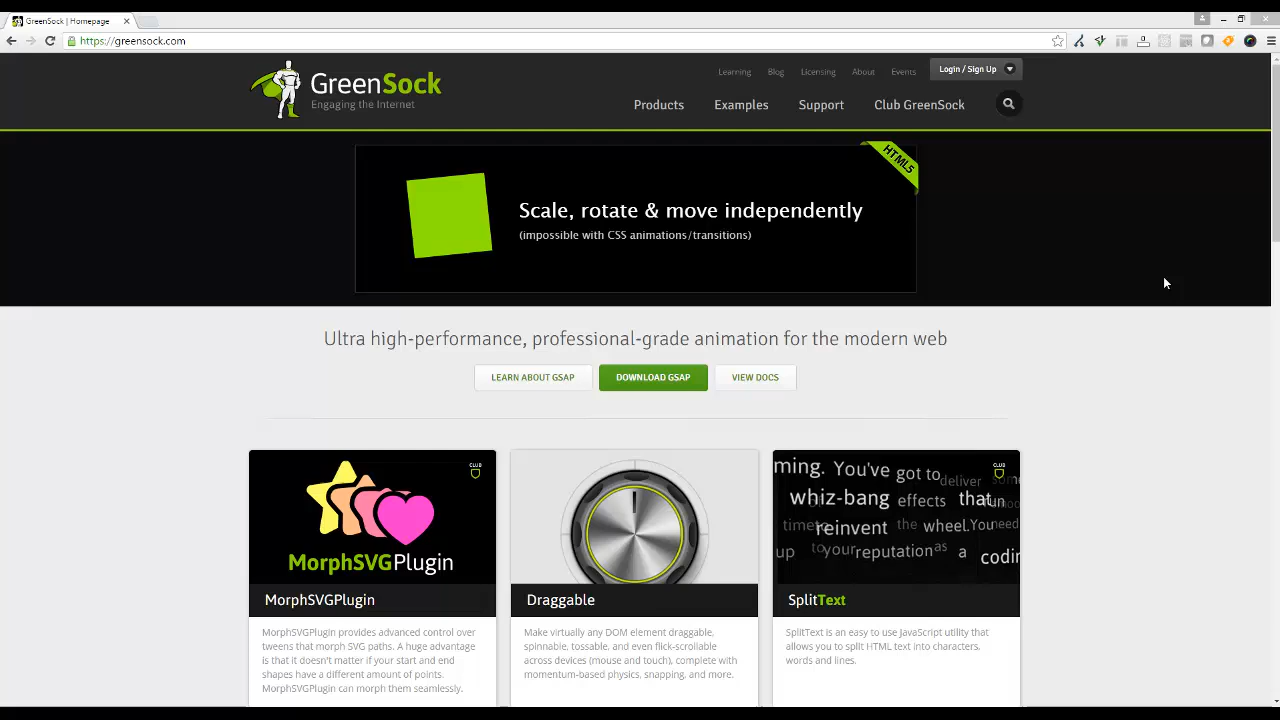 GreenSock | Homepage
https://greensock.com
Learning Blog Licensing About Events Login / Sign Up
GreenSock
Engaging the Internet
Products Examples Support Club GreenSock
HTML5
Scale, rotate & move independently
(impossible with CSS animations/transitions)
Ultra high-performance, professional-grade animation for the modern web
LEARN ABOUT GSAP DOWNLOAD GSAP VIEW DOCS
CLUB
MorphSVGPlugin
MorphSVGPlugin
MorphSVGPlugin provides advanced control over
tweens that morph SVG paths. A huge advantage
is that it doesn't matter if your start and end
shapes have a different amount of points.
MorphSVGPlugin can morph them seamlessly.
Draggable
Make virtually any DOM element draggable,
spinnable, tossable, and even flick-scrollable
across devices (mouse and touch), complete with
momentum-based physics, snapping, and more.
CLUB
ming. You've got to deliver
whiz-bang effects that
reinvent the wheel. You need
up to your reputation as a
SplitText
SplitText is an easy to use JavaScript utility that
allows you to split HTML text into characters,
words and lines.